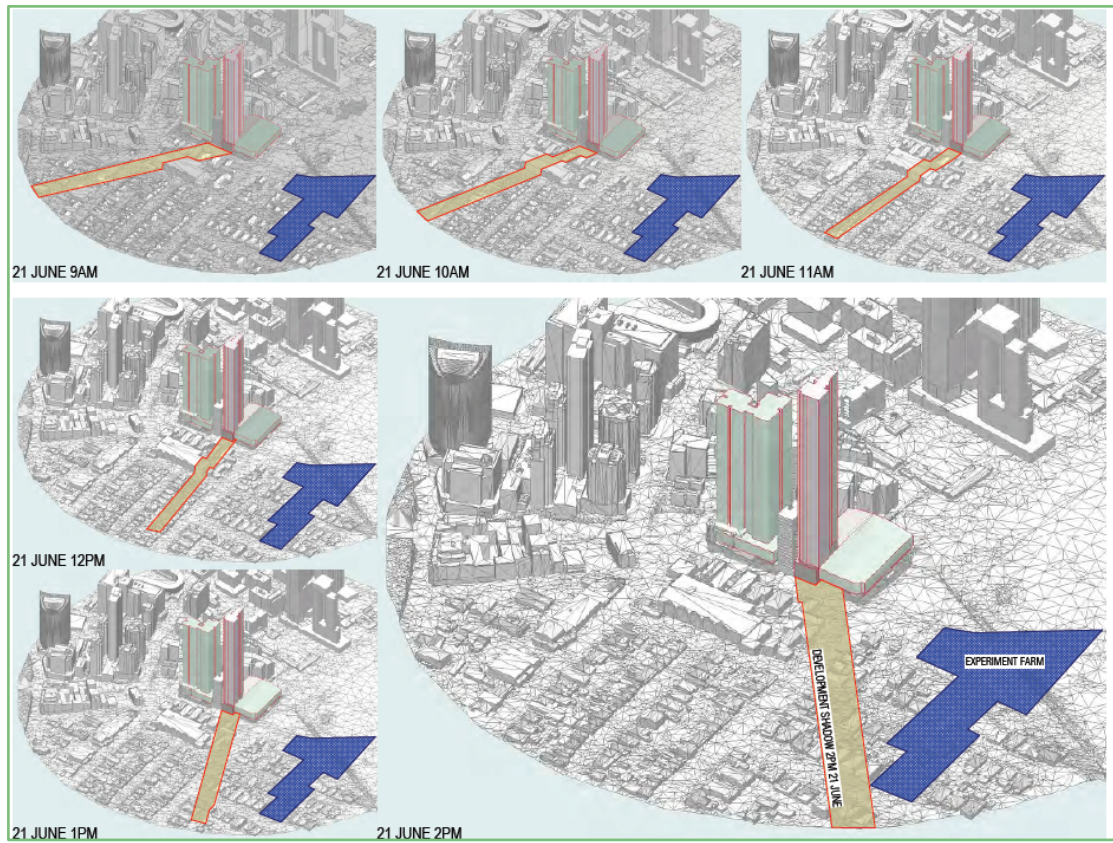 21 JUNE 9AM
21 JUNE 10AM
21 JUNE 11AM
21 JUNE 12PM
21 JUNE 1PM
EXPERIMENT FARM
DEVELOPMENT SHADOW 2PM 21 JUNE
21 JUNE 2PM